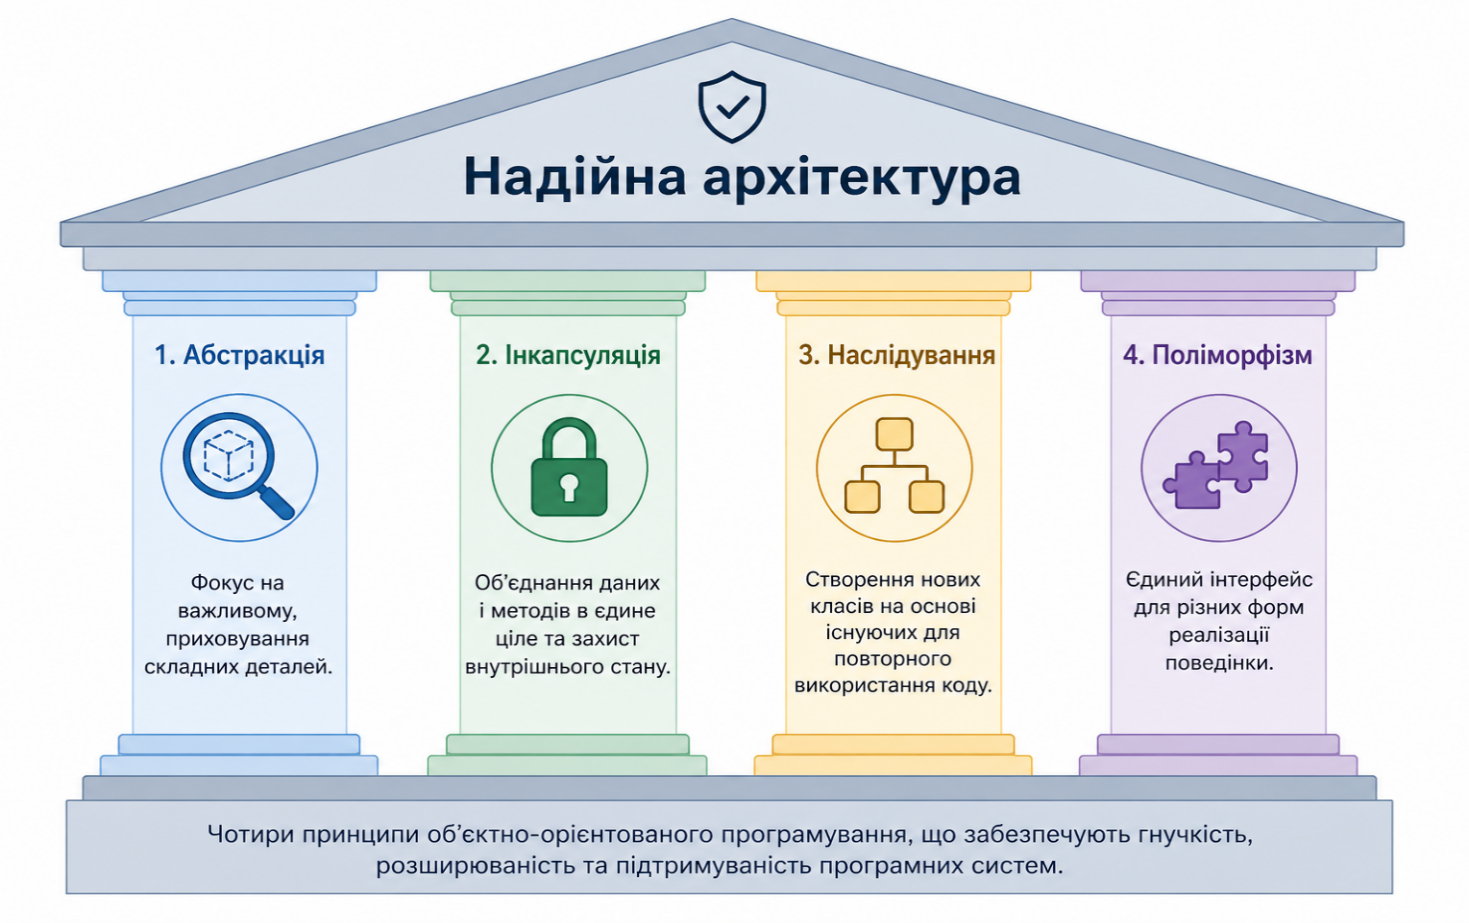 Надійна архітектура
1. Абстракція
Фокус на
важливому,
приховування
складних деталей.
2. Інкапсуляція
Об’єднання даних
і методів в єдине
ціле та захист
внутрішнього стану.
3. Наслідування
Створення нових
класів на основі
існуючих для
повторного
використання коду.
4. Поліморфізм
Єдиний інтерфейс
для різних форм
реалізації
поведінки.
Чотири принципи об’єктно-орієнтованого програмування, що забезпечують гнучкість,
розширюваність та підтримуваність програмних систем.